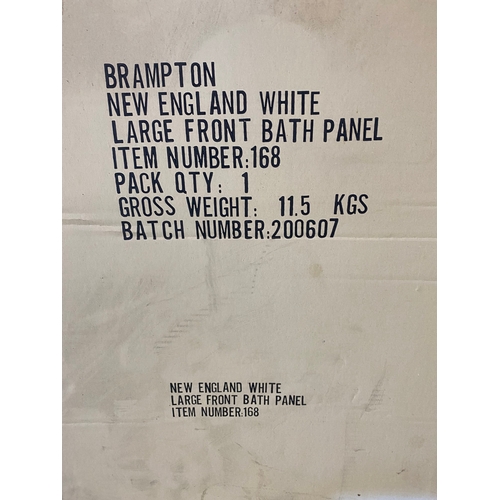 BRAMPTON
NEW ENGLAND WHITE
LARGE FRONT BATH PANEL
ITEM NUMBER:168
PACK QTY: 1
GROSS WEIGHT: 11.5 KGS
BATCH NUMBER:200607
NEW ENGLAND WHITE
LARGE FRONT BATH PANEL
ITEM NUMBER:168